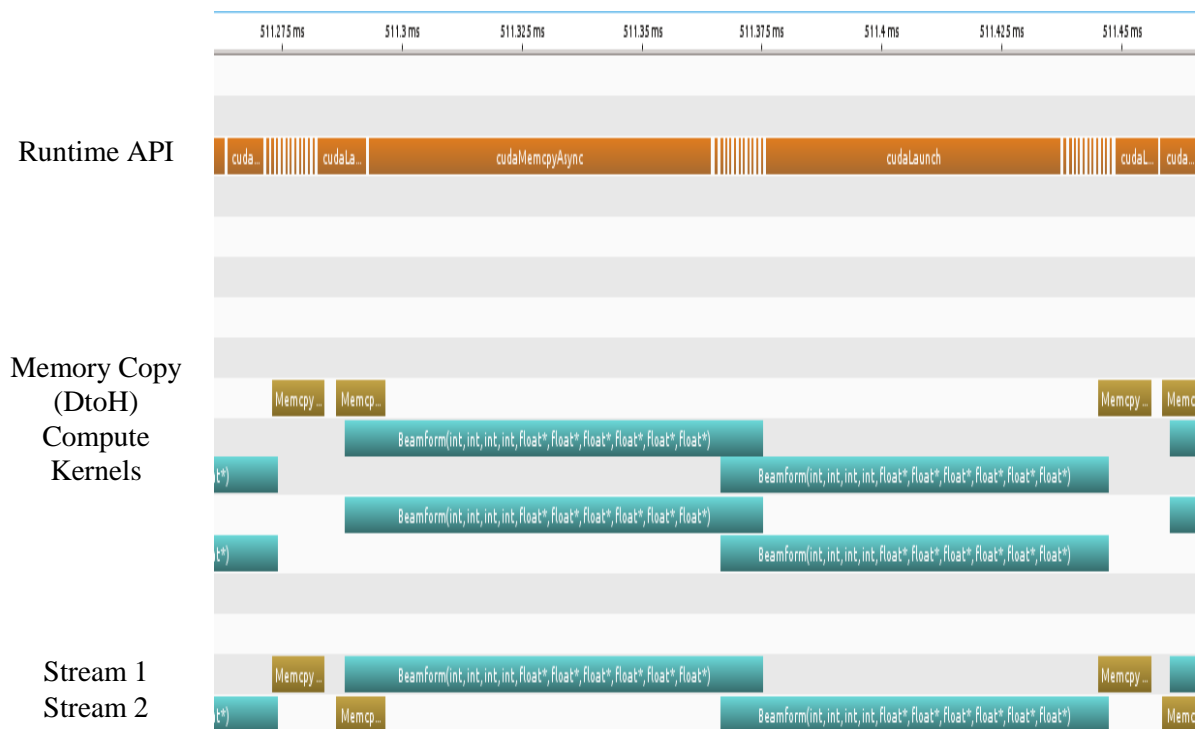 511.275 ms 511.3 ms 511.325 ms 511.35 ms 511.375 ms 511.4 ms 511.425 ms 511.45 ms
Runtime API
cuda... cudaLa... cudaMemcpyAsync cudaLaunch cudaL... cuda...
Memory Copy
(DtoH)
Memcpy ... Memcp... Memcpy ... Memc
Compute
Beamform(int, int, int, int, float*, float*, float*, float*, float*, float*)
Kernels
at*) Beamform(int, int, int, int, float*, float*, float*, float*, float*, float*)
Beamform(int, int, int, int, float*, float*, float*, float*, float*, float*)
at*) Beamform(int, int, int, int, float*, float*, float*, float*, float*, float*)
Stream 1
Memcpy ... Beamform(int, int, int, int, float*, float*, float*, float*, float*, float*) Memcpy ...
Stream 2
at*) Memcp... Beamform(int, int, int, int, float*, float*, float*, float*, float*, float*) Memc